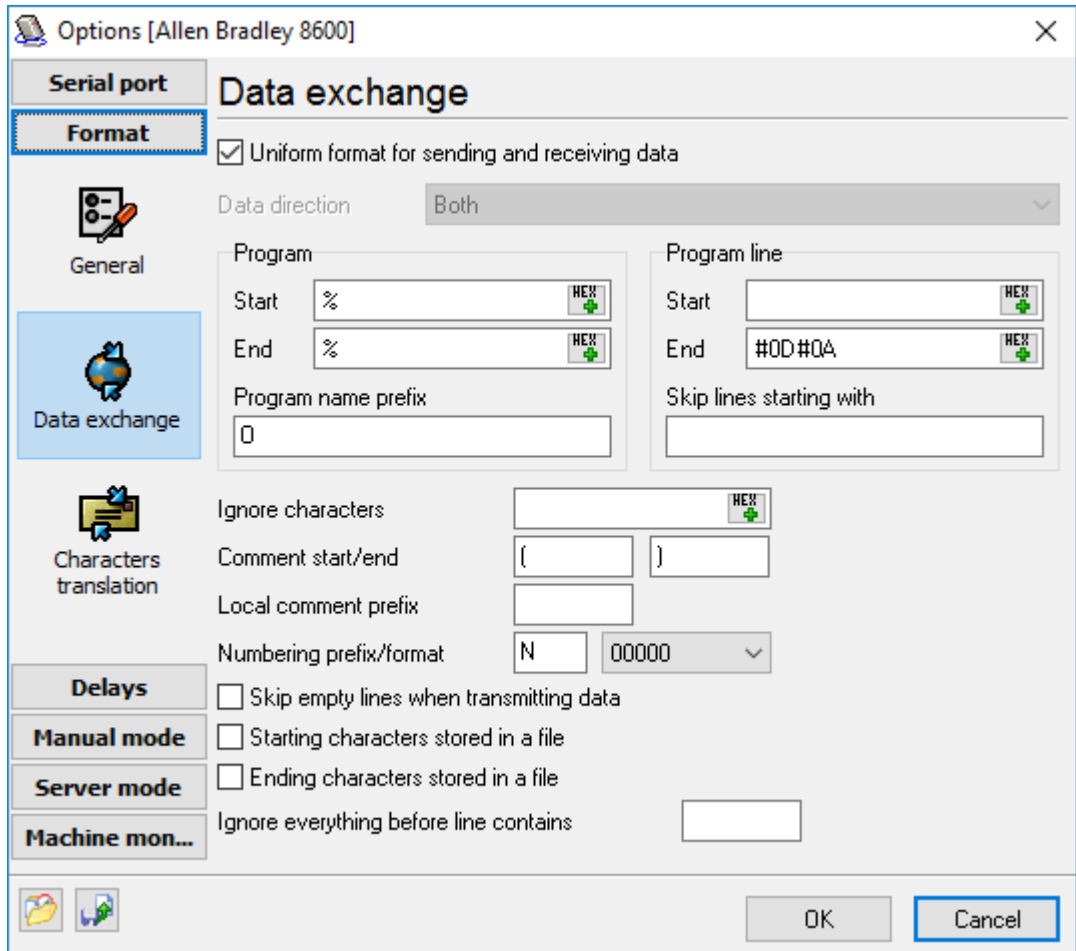 Options [Allen Bradley 8600]
Serial port
Format
General
Data exchange
Characters
translation
Delays
Manual mode
Server mode
Machine mon...
Data exchange
Uniform format for sending and receiving data
Data direction Both
Program
Start % HEX
End % HEX
Program name prefix
O
Program line
Start HEX
End #0D#0A HEX
Skip lines starting with
Ignore characters HEX
Comment start/end ( )
Local comment prefix
Numbering prefix/format N 00000
Skip empty lines when transmitting data
Starting characters stored in a file
Ending characters stored in a file
Ignore everything before line contains
OK Cancel